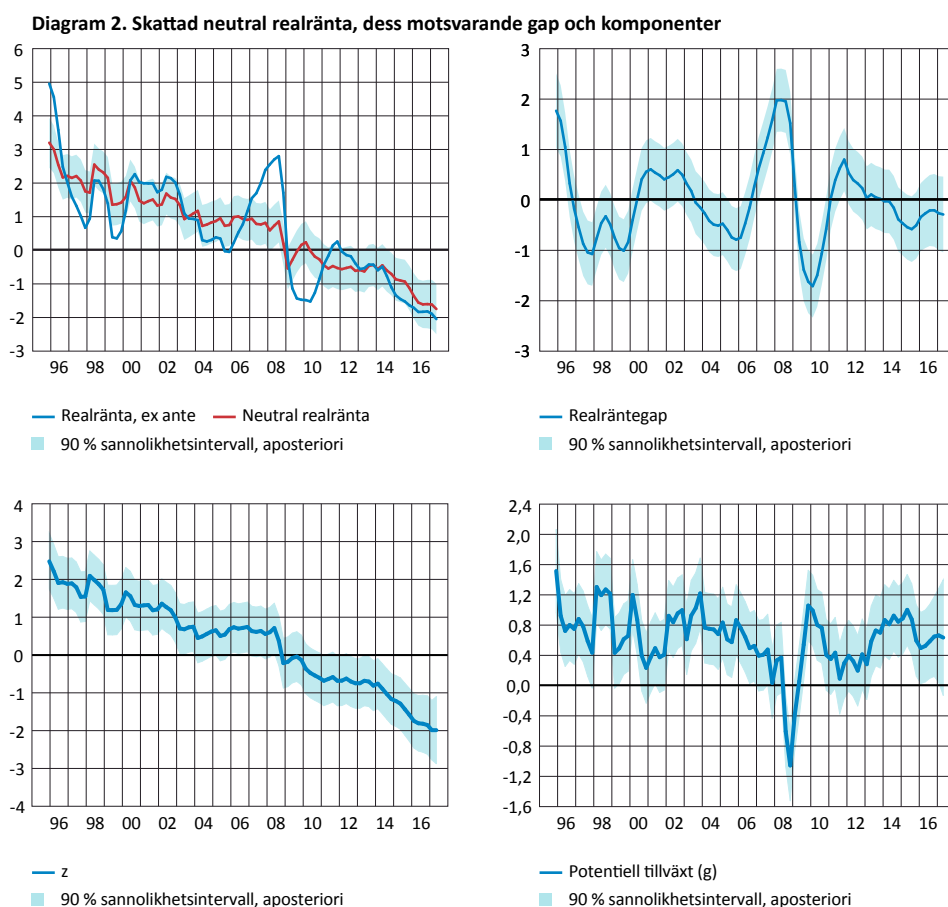 Diagram 2. Skattad neutral realränta, dess motsvarande gap och komponenter
6
5
4
3
2
1
0
-1
-2
-3
96 98 00 02 04 06 08 10 12 14 16
Realränta, ex ante Neutral realränta
90 % sannolikhetsintervall, aposteriori
3
2
1
0
-1
-2
-3
96 98 00 02 04 06 08 10 12 14 16
Realräntegap
90 % sannolikhetsintervall, aposteriori
4
3
2
1
0
-1
-2
-3
-4
96 98 00 02 04 06 08 10 12 14 16
z
90 % sannolikhetsintervall, aposteriori
2,4
2,0
1,6
1,2
0,8
0,4
0,0
-0,4
-0,8
-1,2
-1,6
96 98 00 02 04 06 08 10 12 14 16
Potentiell tillväxt (g)
90 % sannolikhetsintervall, aposteriori